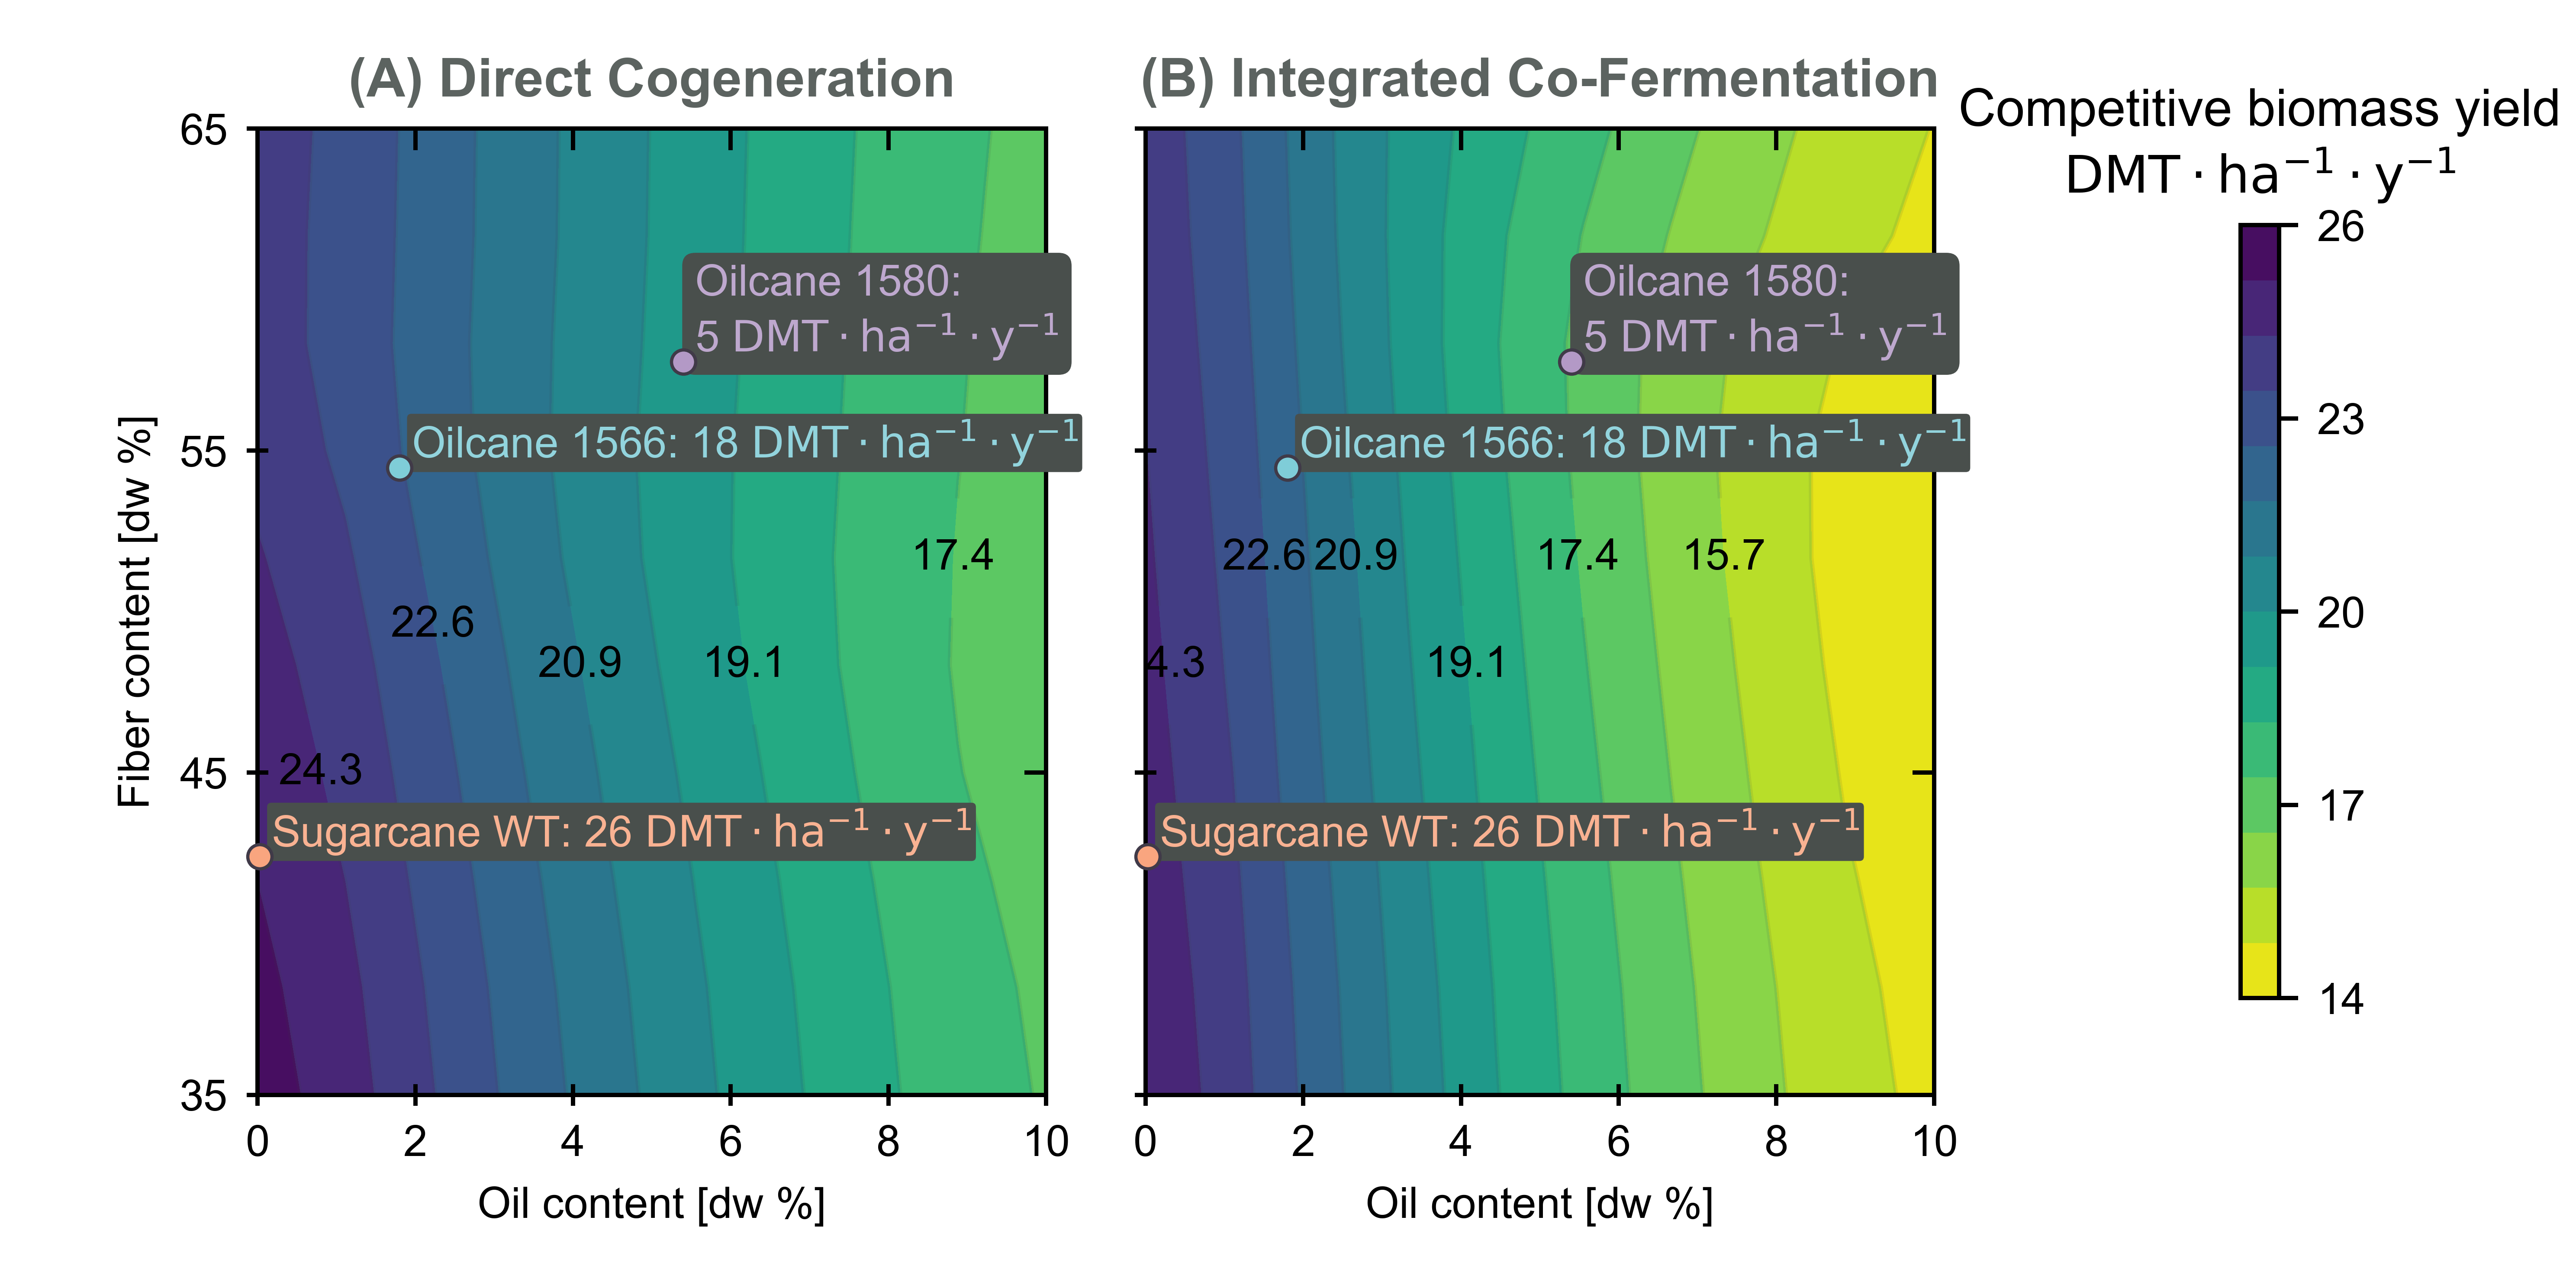 (A) Direct Cogeneration
(B) Integrated Co-Fermentation
Competitive biomass yield
DMT · ha⁻¹ · y⁻¹
65
55
45
35
Fiber content [dw %]
Oilcane 1580:
5 DMT · ha⁻¹ · y⁻¹
Oilcane 1566: 18 DMT · ha⁻¹ · y⁻¹
17.4
22.6
20.9
19.1
24.3
Sugarcane WT: 26 DMT · ha⁻¹ · y⁻¹
0 2 4 6 8 10
Oil content [dw %]
Oilcane 1580:
5 DMT · ha⁻¹ · y⁻¹
Oilcane 1566: 18 DMT · ha⁻¹ · y⁻¹
22.6 20.9 17.4 15.7
4.3 19.1
Sugarcane WT: 26 DMT · ha⁻¹ · y⁻¹
0 2 4 6 8 10
Oil content [dw %]
26
23
20
17
14